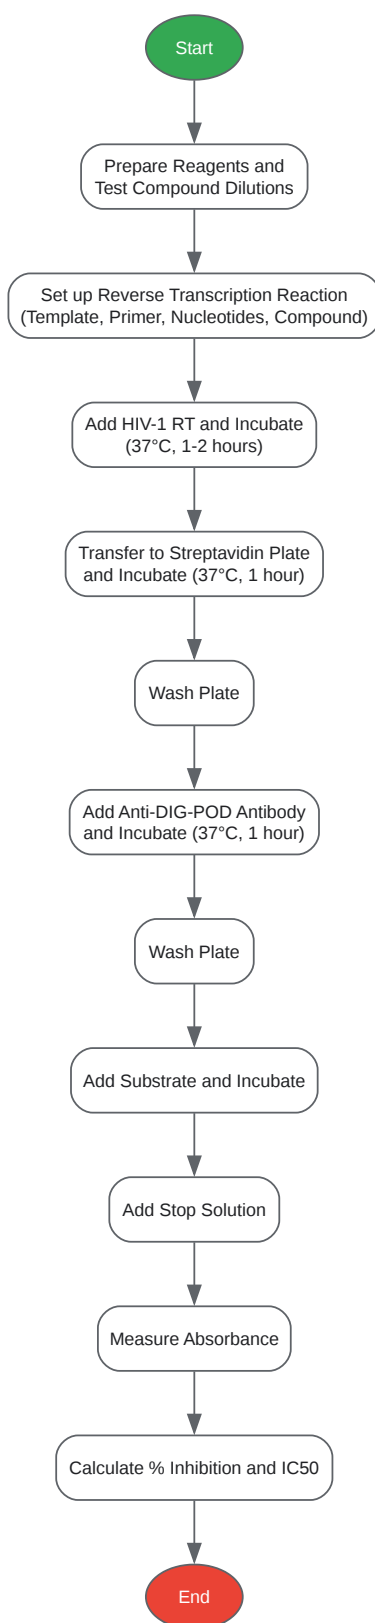 Start
Prepare Reagents and
Test Compound Dilutions
Set up Reverse Transcription Reaction
(Template, Primer, Nucleotides, Compound)
Add HIV-1 RT and Incubate
(37°C, 1-2 hours)
Transfer to Streptavidin Plate
and Incubate (37°C, 1 hour)
Wash Plate
Add Anti-DIG-POD Antibody
and Incubate (37°C, 1 hour)
Wash Plate
Add Substrate and Incubate
Add Stop Solution
Measure Absorbance
Calculate % Inhibition and IC50
End